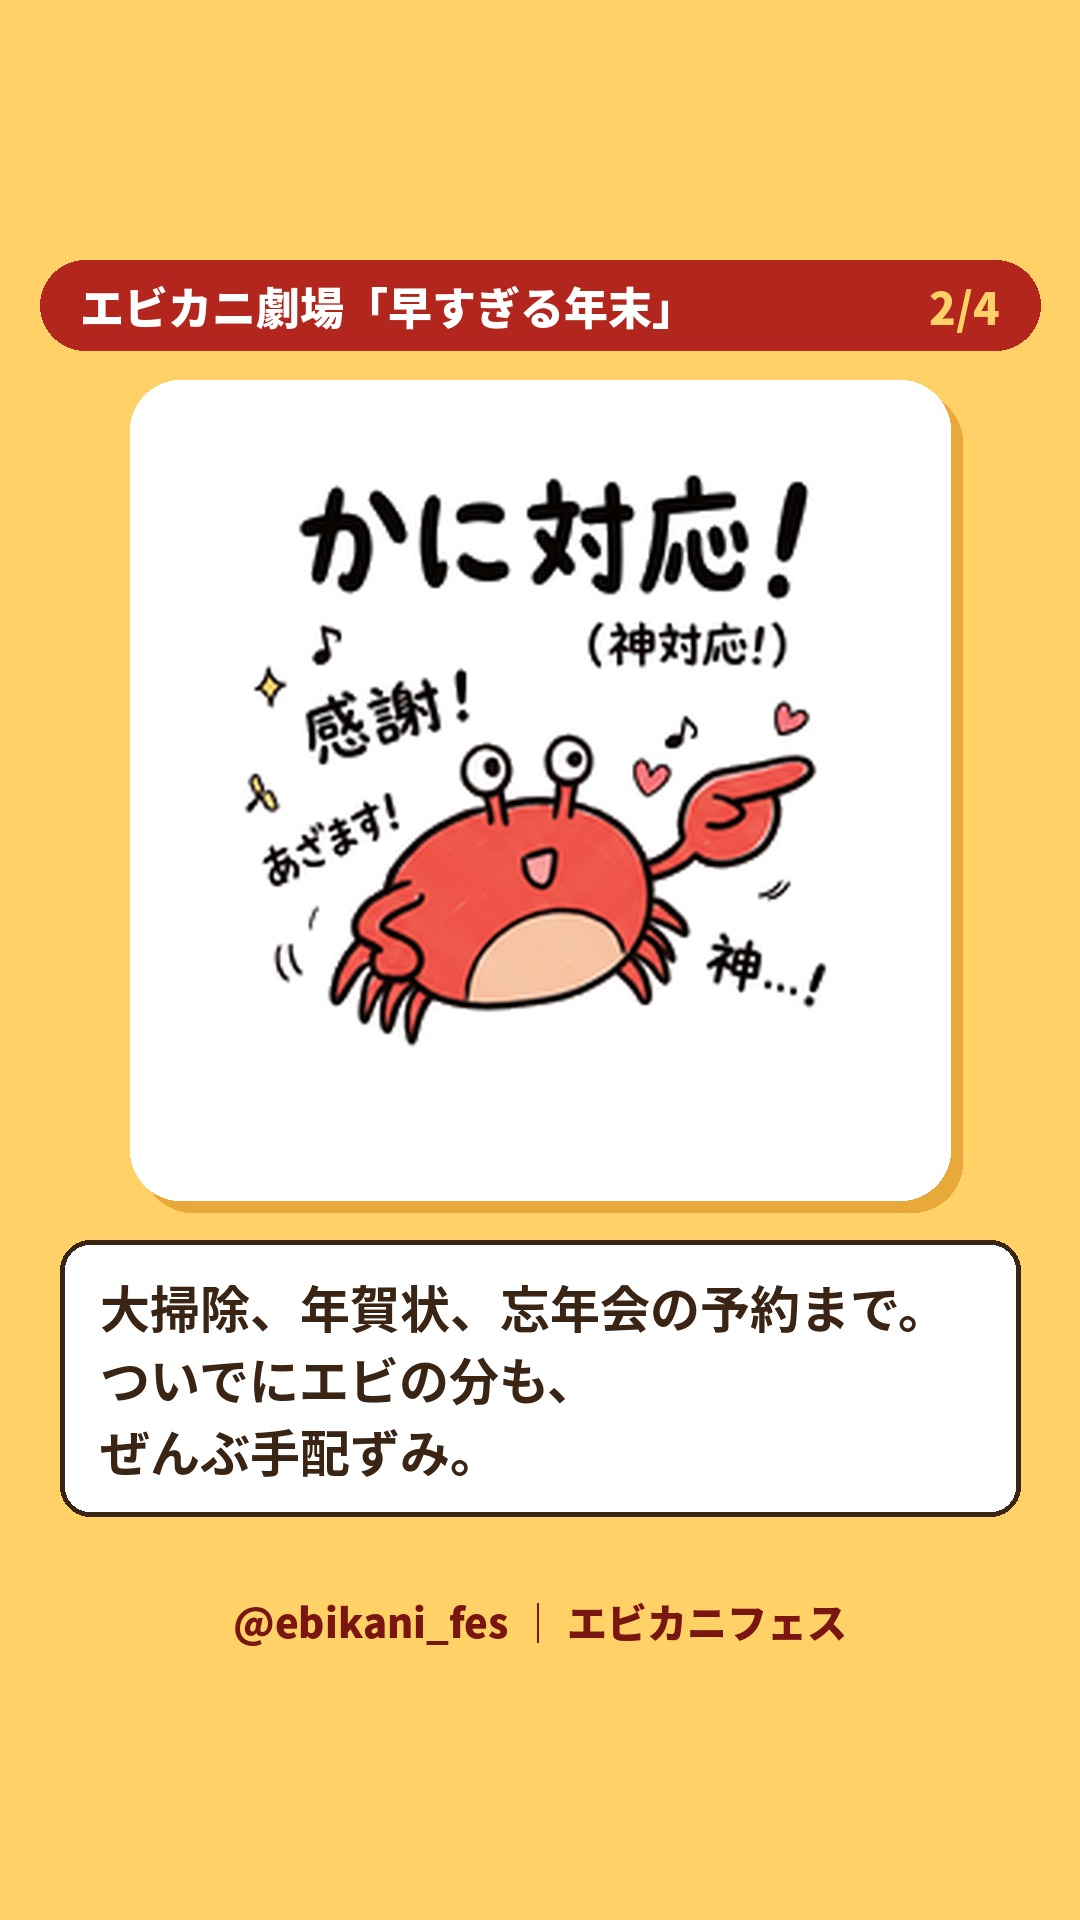 エビカニ劇場「早すぎる年末」 2/4
かに対応!
(神対応!)
感謝!
あざます!
神...!
大掃除、年賀状、忘年会の予約まで。
ついでにエビの分も、
ぜんぶ手配ずみ。
@ebikani_fes | エビカニフェス